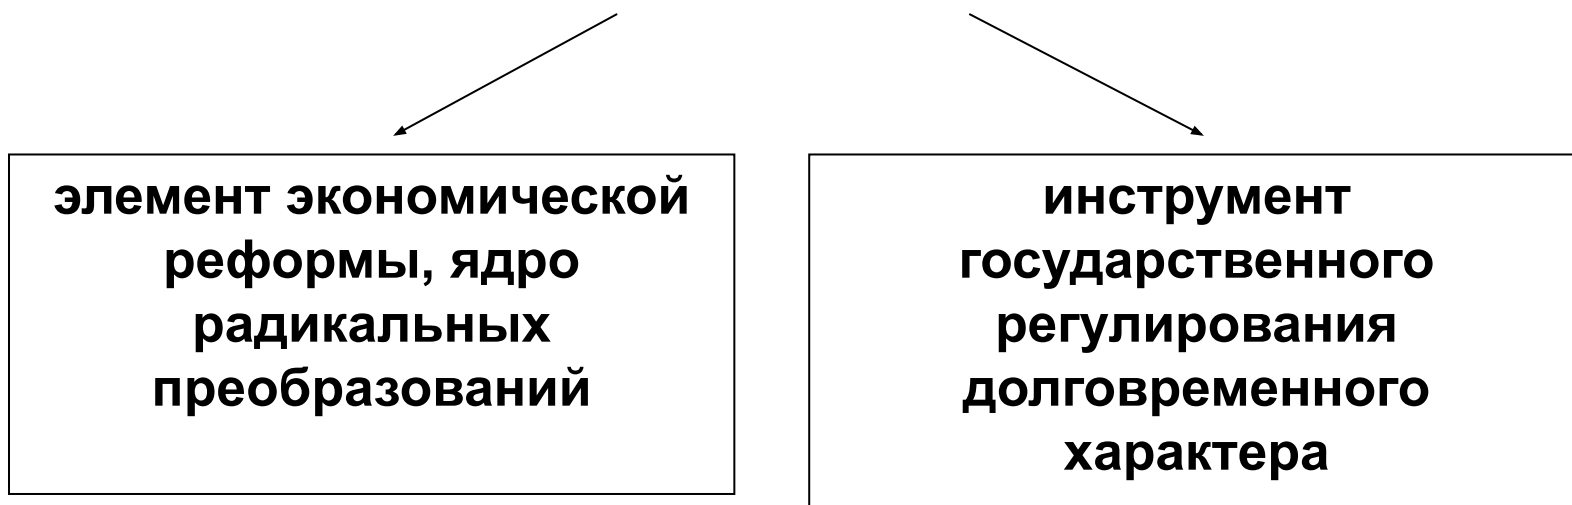 элемент экономической
реформы, ядро
радикальных
преобразований
инструмент
государственного
регулирования
долговременного
характера